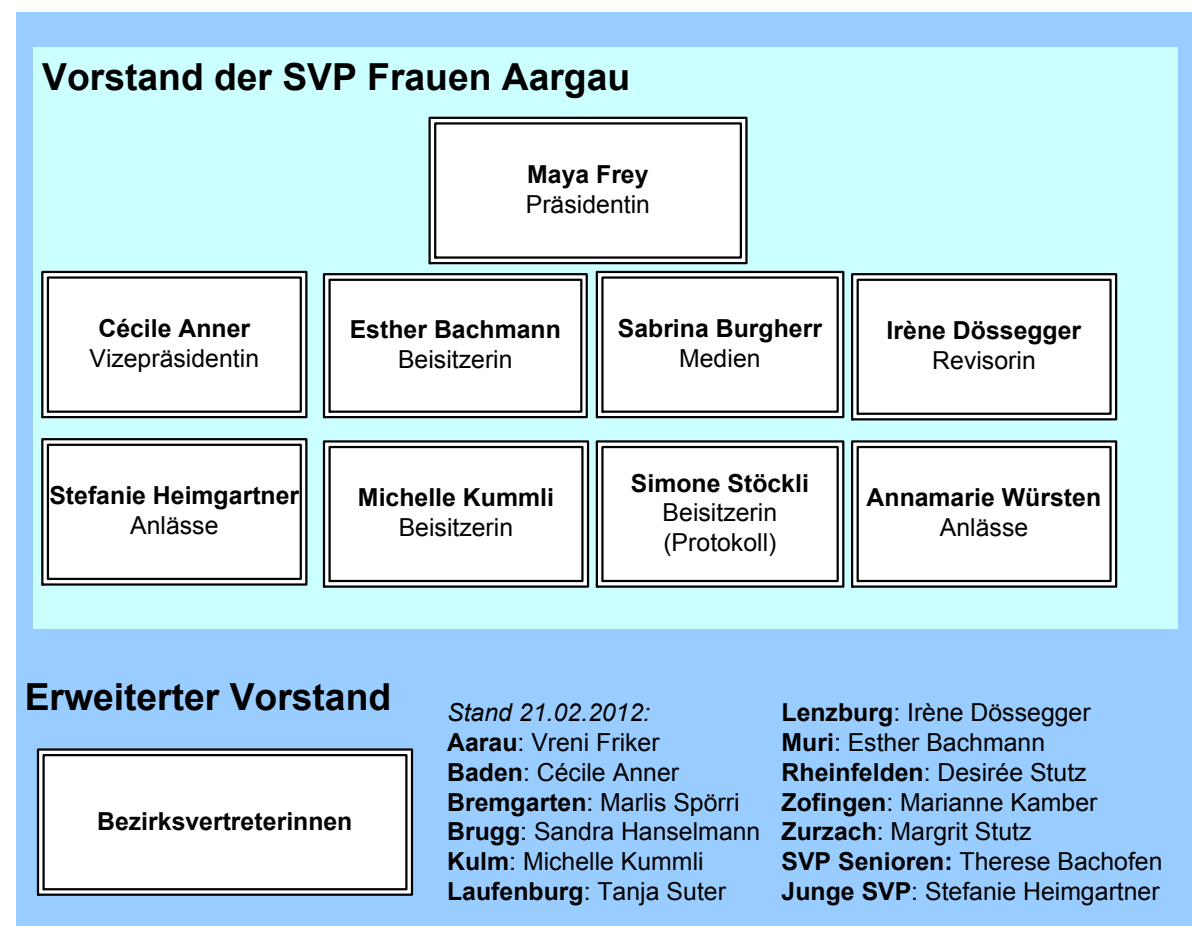 Vorstand der SVP Frauen Aargau
Maya Frey
Präsidentin
Cécile Anner
Vizepräsidentin
Esther Bachmann
Beisitzerin
Sabrina Burgherr
Medien
Irène Dössegger
Revisorin
Stefanie Heimgartner
Anlässe
Michelle Kummli
Beisitzerin
Simone Stöckli
Beisitzerin
(Protokoll)
Annamarie Würsten
Anlässe
Erweiterter Vorstand
Bezirksvertreterinnen
Stand 21.02.2012:
Aarau: Vreni Friker
Baden: Cécile Anner
Bremgarten: Marlis Spörri
Brugg: Sandra Hanselmann
Kulm: Michelle Kummli
Laufenburg: Tanja Suter
Lenzburg: Irène Dössegger
Muri: Esther Bachmann
Rheinfelden: Desirée Stutz
Zofingen: Marianne Kamber
Zurzach: Margrit Stutz
SVP Senioren: Therese Bachofen
Junge SVP: Stefanie Heimgartner